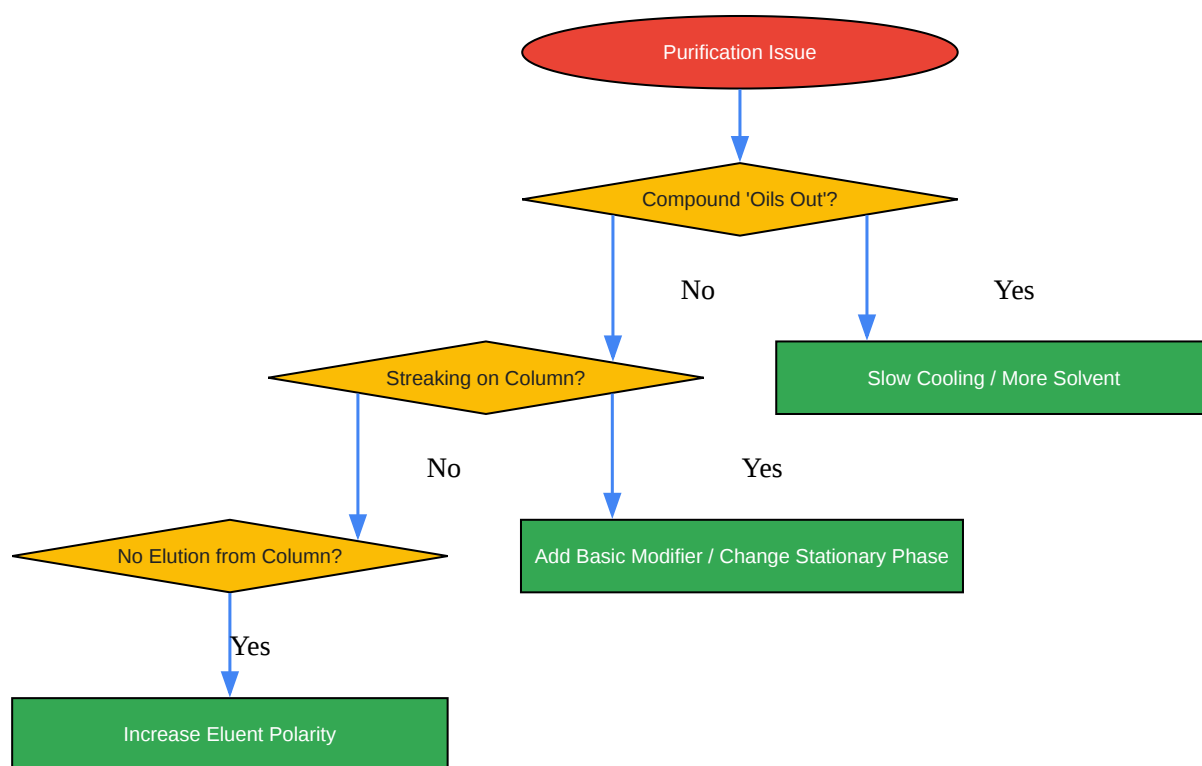 Purification Issue
Compound 'Oils Out'?
No
Yes
Streaking on Column?
Slow Cooling / More Solvent
No
Yes
No Elution from Column?
Add Basic Modifier / Change Stationary Phase
Yes
Increase Eluent Polarity